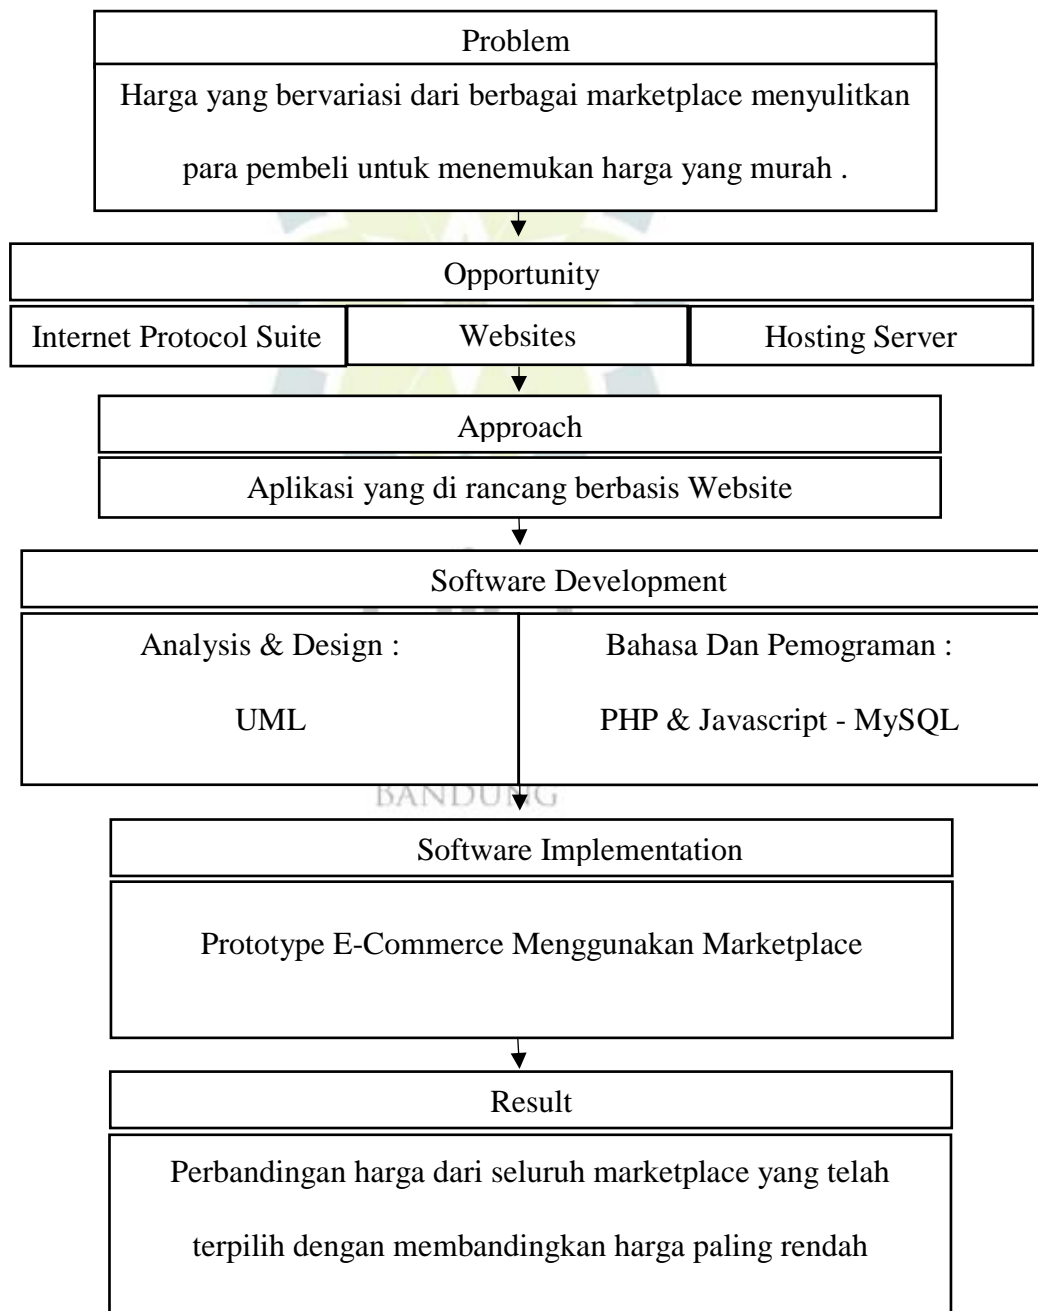 Problem
Harga yang bervariasi dari berbagai marketplace menyulitkan
para pembeli untuk menemukan harga yang murah .
Opportunity
Internet Protocol Suite
Websites
Hosting Server
Approach
Aplikasi yang di rancang berbasis Website
Software Development
Analysis & Design :
UML
Bahasa Dan Pemograman :
PHP & Javascript - MySQL
BANDUNG
Software Implementation
Prototype E-Commerce Menggunakan Marketplace
Result
Perbandingan harga dari seluruh marketplace yang telah
terpilih dengan membandingkan harga paling rendah